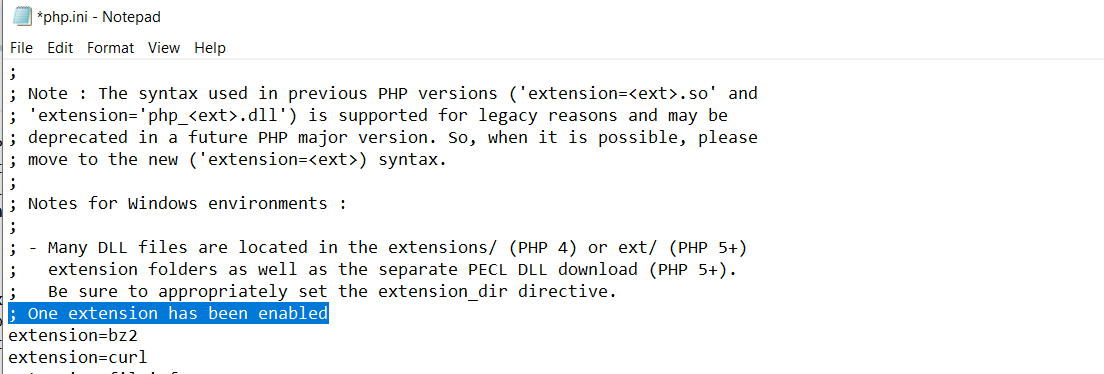 *php.ini - Notepad
File Edit Format View Help
;
; Note : The syntax used in previous PHP versions ('extension=<ext>.so' and
; 'extension='php_<ext>.dll') is supported for legacy reasons and may be
; deprecated in a future PHP major version. So, when it is possible, please
; move to the new ('extension=<ext>) syntax.
;
; Notes for Windows environments :
;
; - Many DLL files are located in the extensions/ (PHP 4) or ext/ (PHP 5+)
;   extension folders as well as the separate PECL DLL download (PHP 5+).
;   Be sure to appropriately set the extension_dir directive.
; One extension has been enabled
extension=bz2
extension=curl